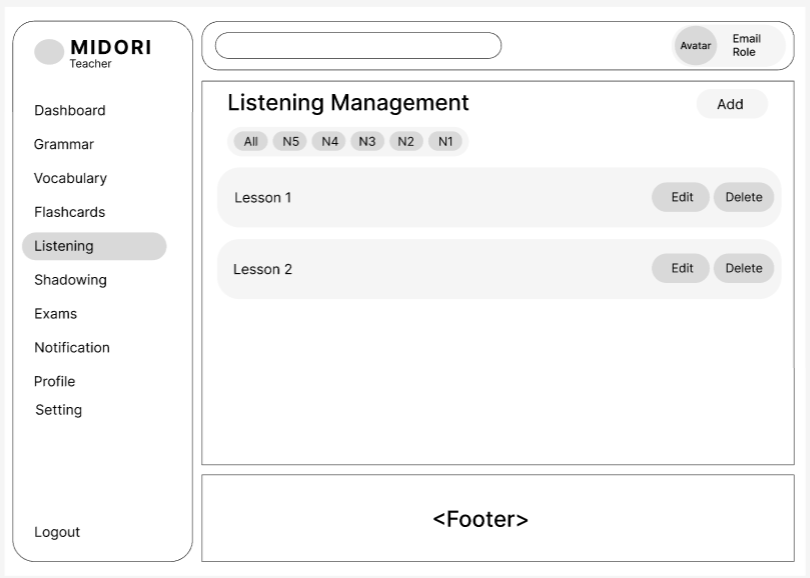 MIDORI
Teacher
Dashboard
Grammar
Vocabulary
Flashcards
Listening
Shadowing
Exams
Notification
Profile
Setting
Logout
Avatar
Email
Role
Listening Management
Add
All N5 N4 N3 N2 N1
Lesson 1 Edit Delete
Lesson 2 Edit Delete
<Footer>